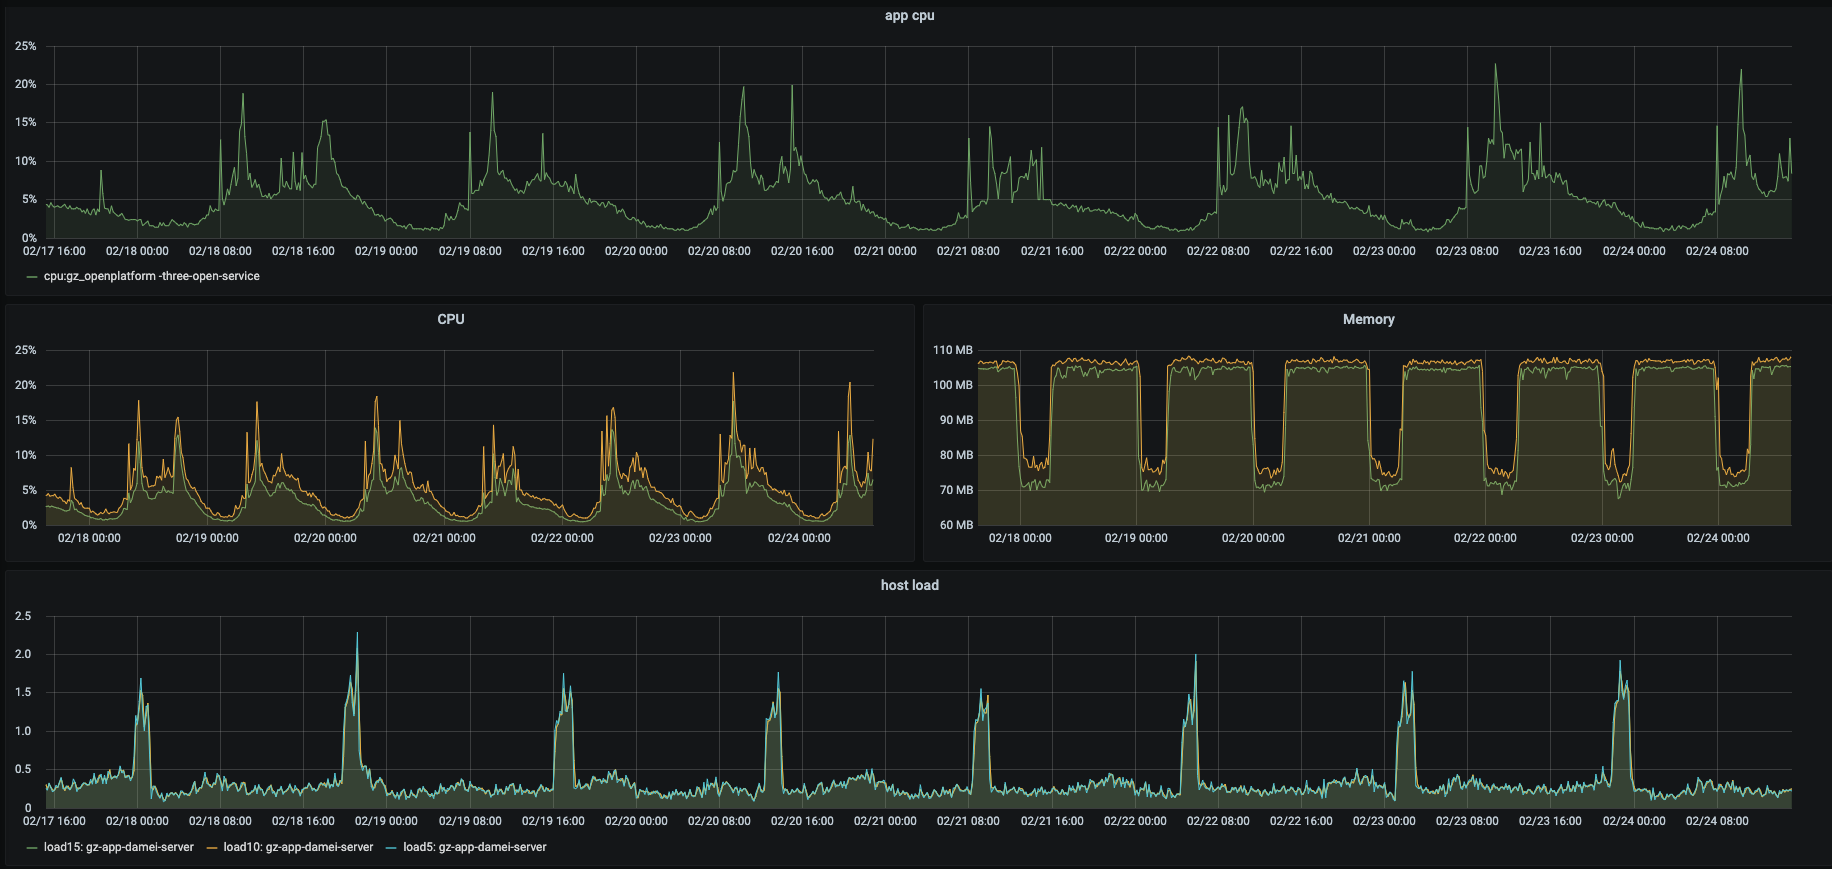 app cpu
25%
20%
15%
10%
5%
0%
02/17 16:00 02/18 00:00 02/18 08:00 02/18 16:00 02/19 00:00 02/19 08:00 02/19 16:00 02/20 00:00 02/20 08:00 02/20 16:00 02/21 00:00 02/21 08:00 02/21 16:00 02/22 00:00 02/22 08:00 02/22 16:00 02/23 00:00 02/23 08:00 02/23 16:00 02/24 00:00 02/24 08:00
cpu:gz_openplatform -three-open-service
CPU
25%
20%
15%
10%
5%
0%
02/18 00:00 02/19 00:00 02/20 00:00 02/21 00:00 02/22 00:00 02/23 00:00 02/24 00:00
Memory
110 MB
100 MB
90 MB
80 MB
70 MB
60 MB
02/18 00:00 02/19 00:00 02/20 00:00 02/21 00:00 02/22 00:00 02/23 00:00 02/24 00:00
host load
2.5
2.0
1.5
1.0
0.5
0
02/17 16:00 02/18 00:00 02/18 08:00 02/18 16:00 02/19 00:00 02/19 08:00 02/19 16:00 02/20 00:00 02/20 08:00 02/20 16:00 02/21 00:00 02/21 08:00 02/21 16:00 02/22 00:00 02/22 08:00 02/22 16:00 02/23 00:00 02/23 08:00 02/23 16:00 02/24 00:00 02/24 08:00
load15: gz-app-damei-server load10: gz-app-damei-server load5: gz-app-damei-server